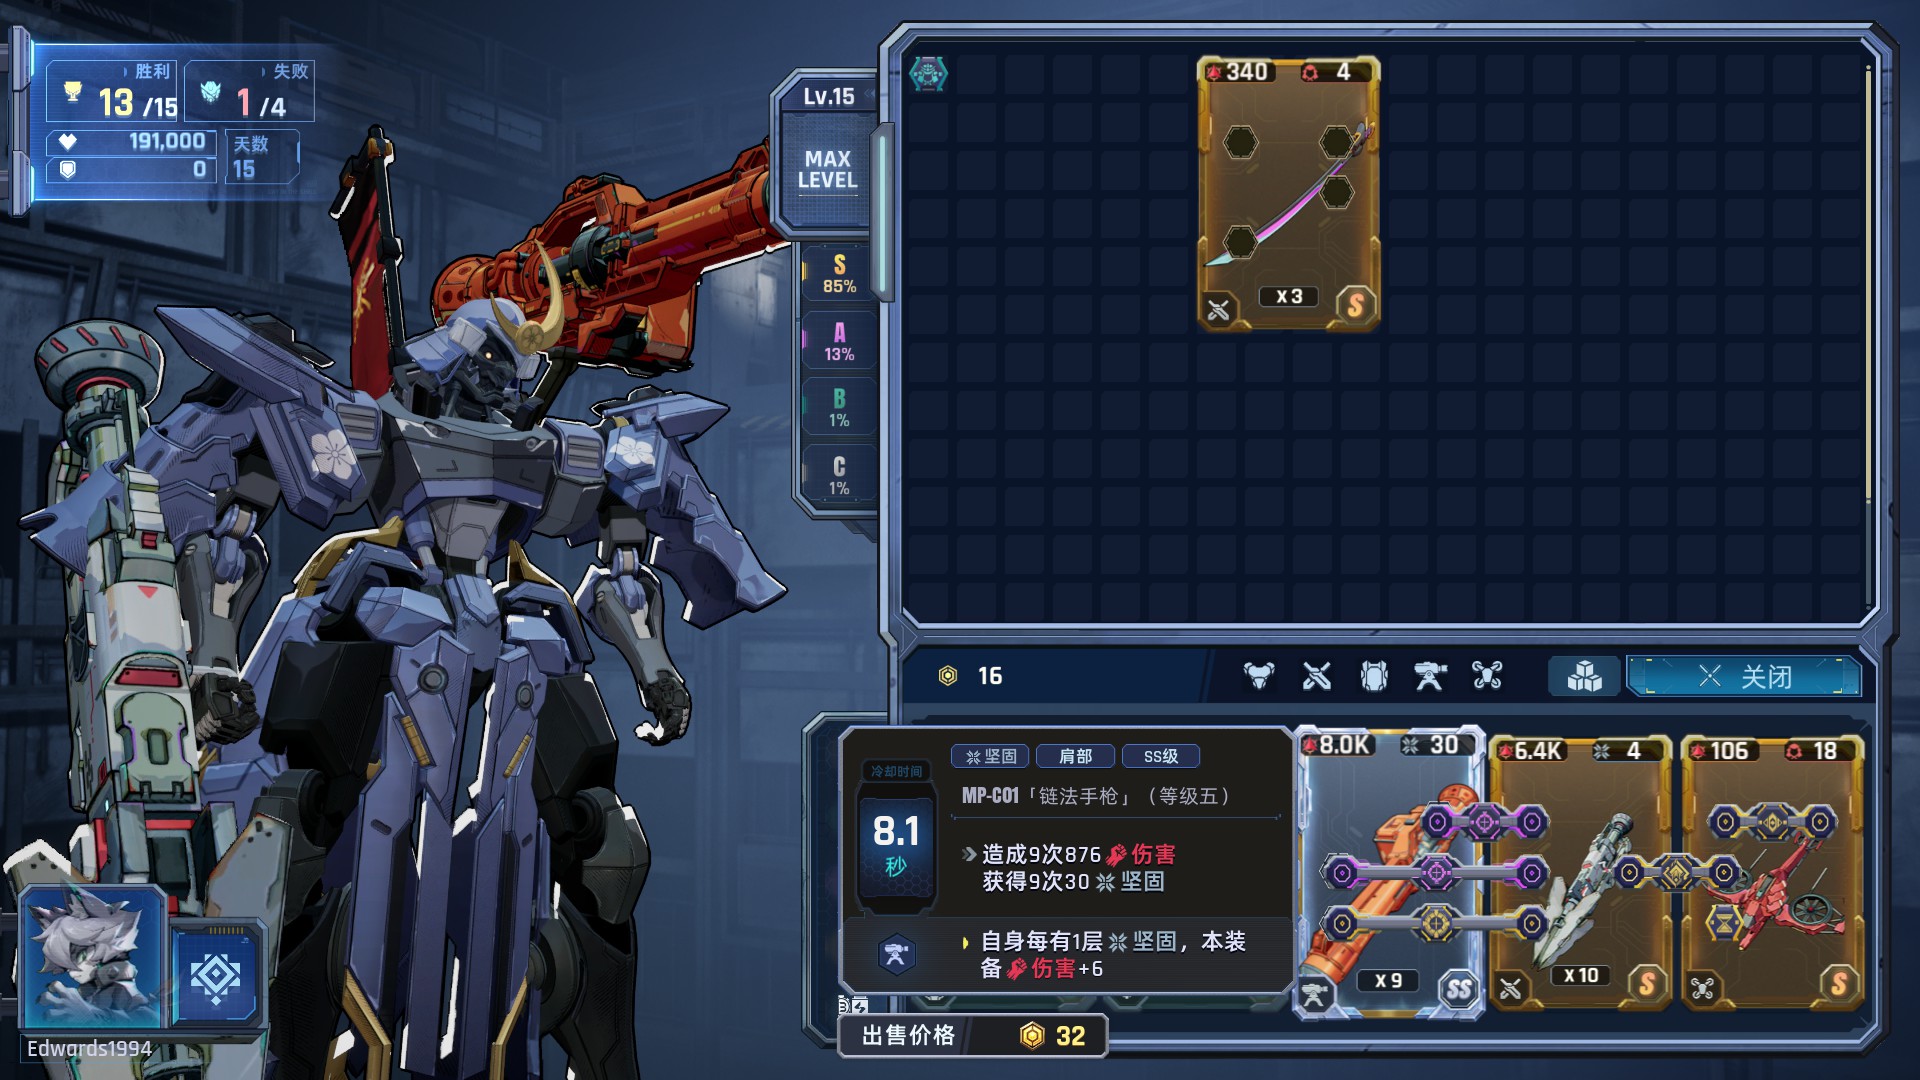 胜利
13 /15
失败
1 /4
191,000
0
天数
15
Lv.15
MAX
LEVEL
S
85%
A
13%
B
1%
C
1%
340
4
x3
S
16
关闭
冷却时间
8.1
秒
坚固
肩部
SS级
MP-C01「链法手枪」（等级五）
造成9次876伤害
获得9次30坚固
自身每有1层坚固，本装
备伤害+6
8.0K
30
x9
SS
6.4K
4
x10
S
106
18
S
出售价格
32
Edwards1994